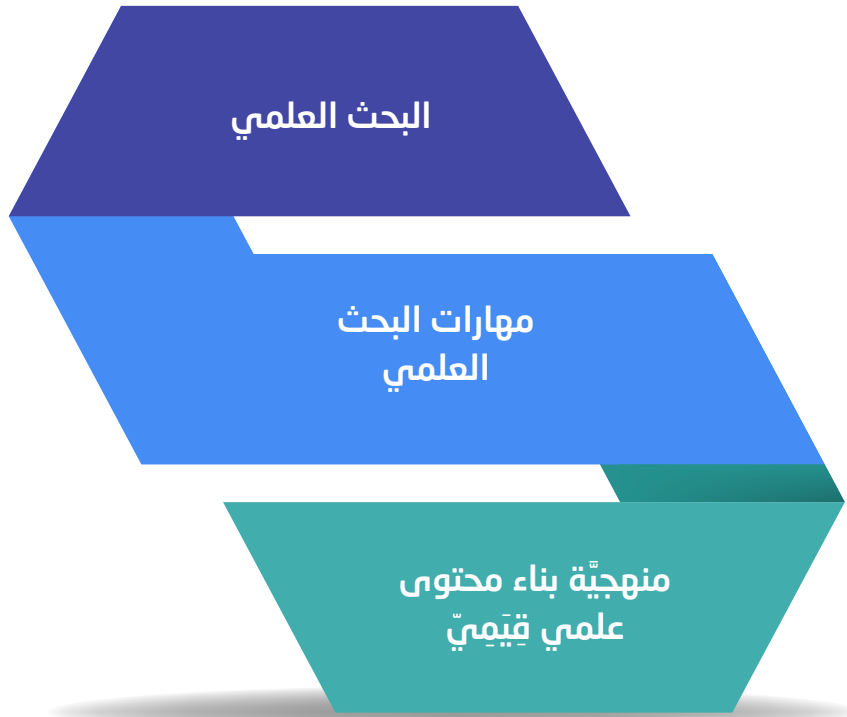 البحث العلمي
مهارات البحث
العلمي
منهجيَّة بناء محتوى
علمي قِيَمِيّ